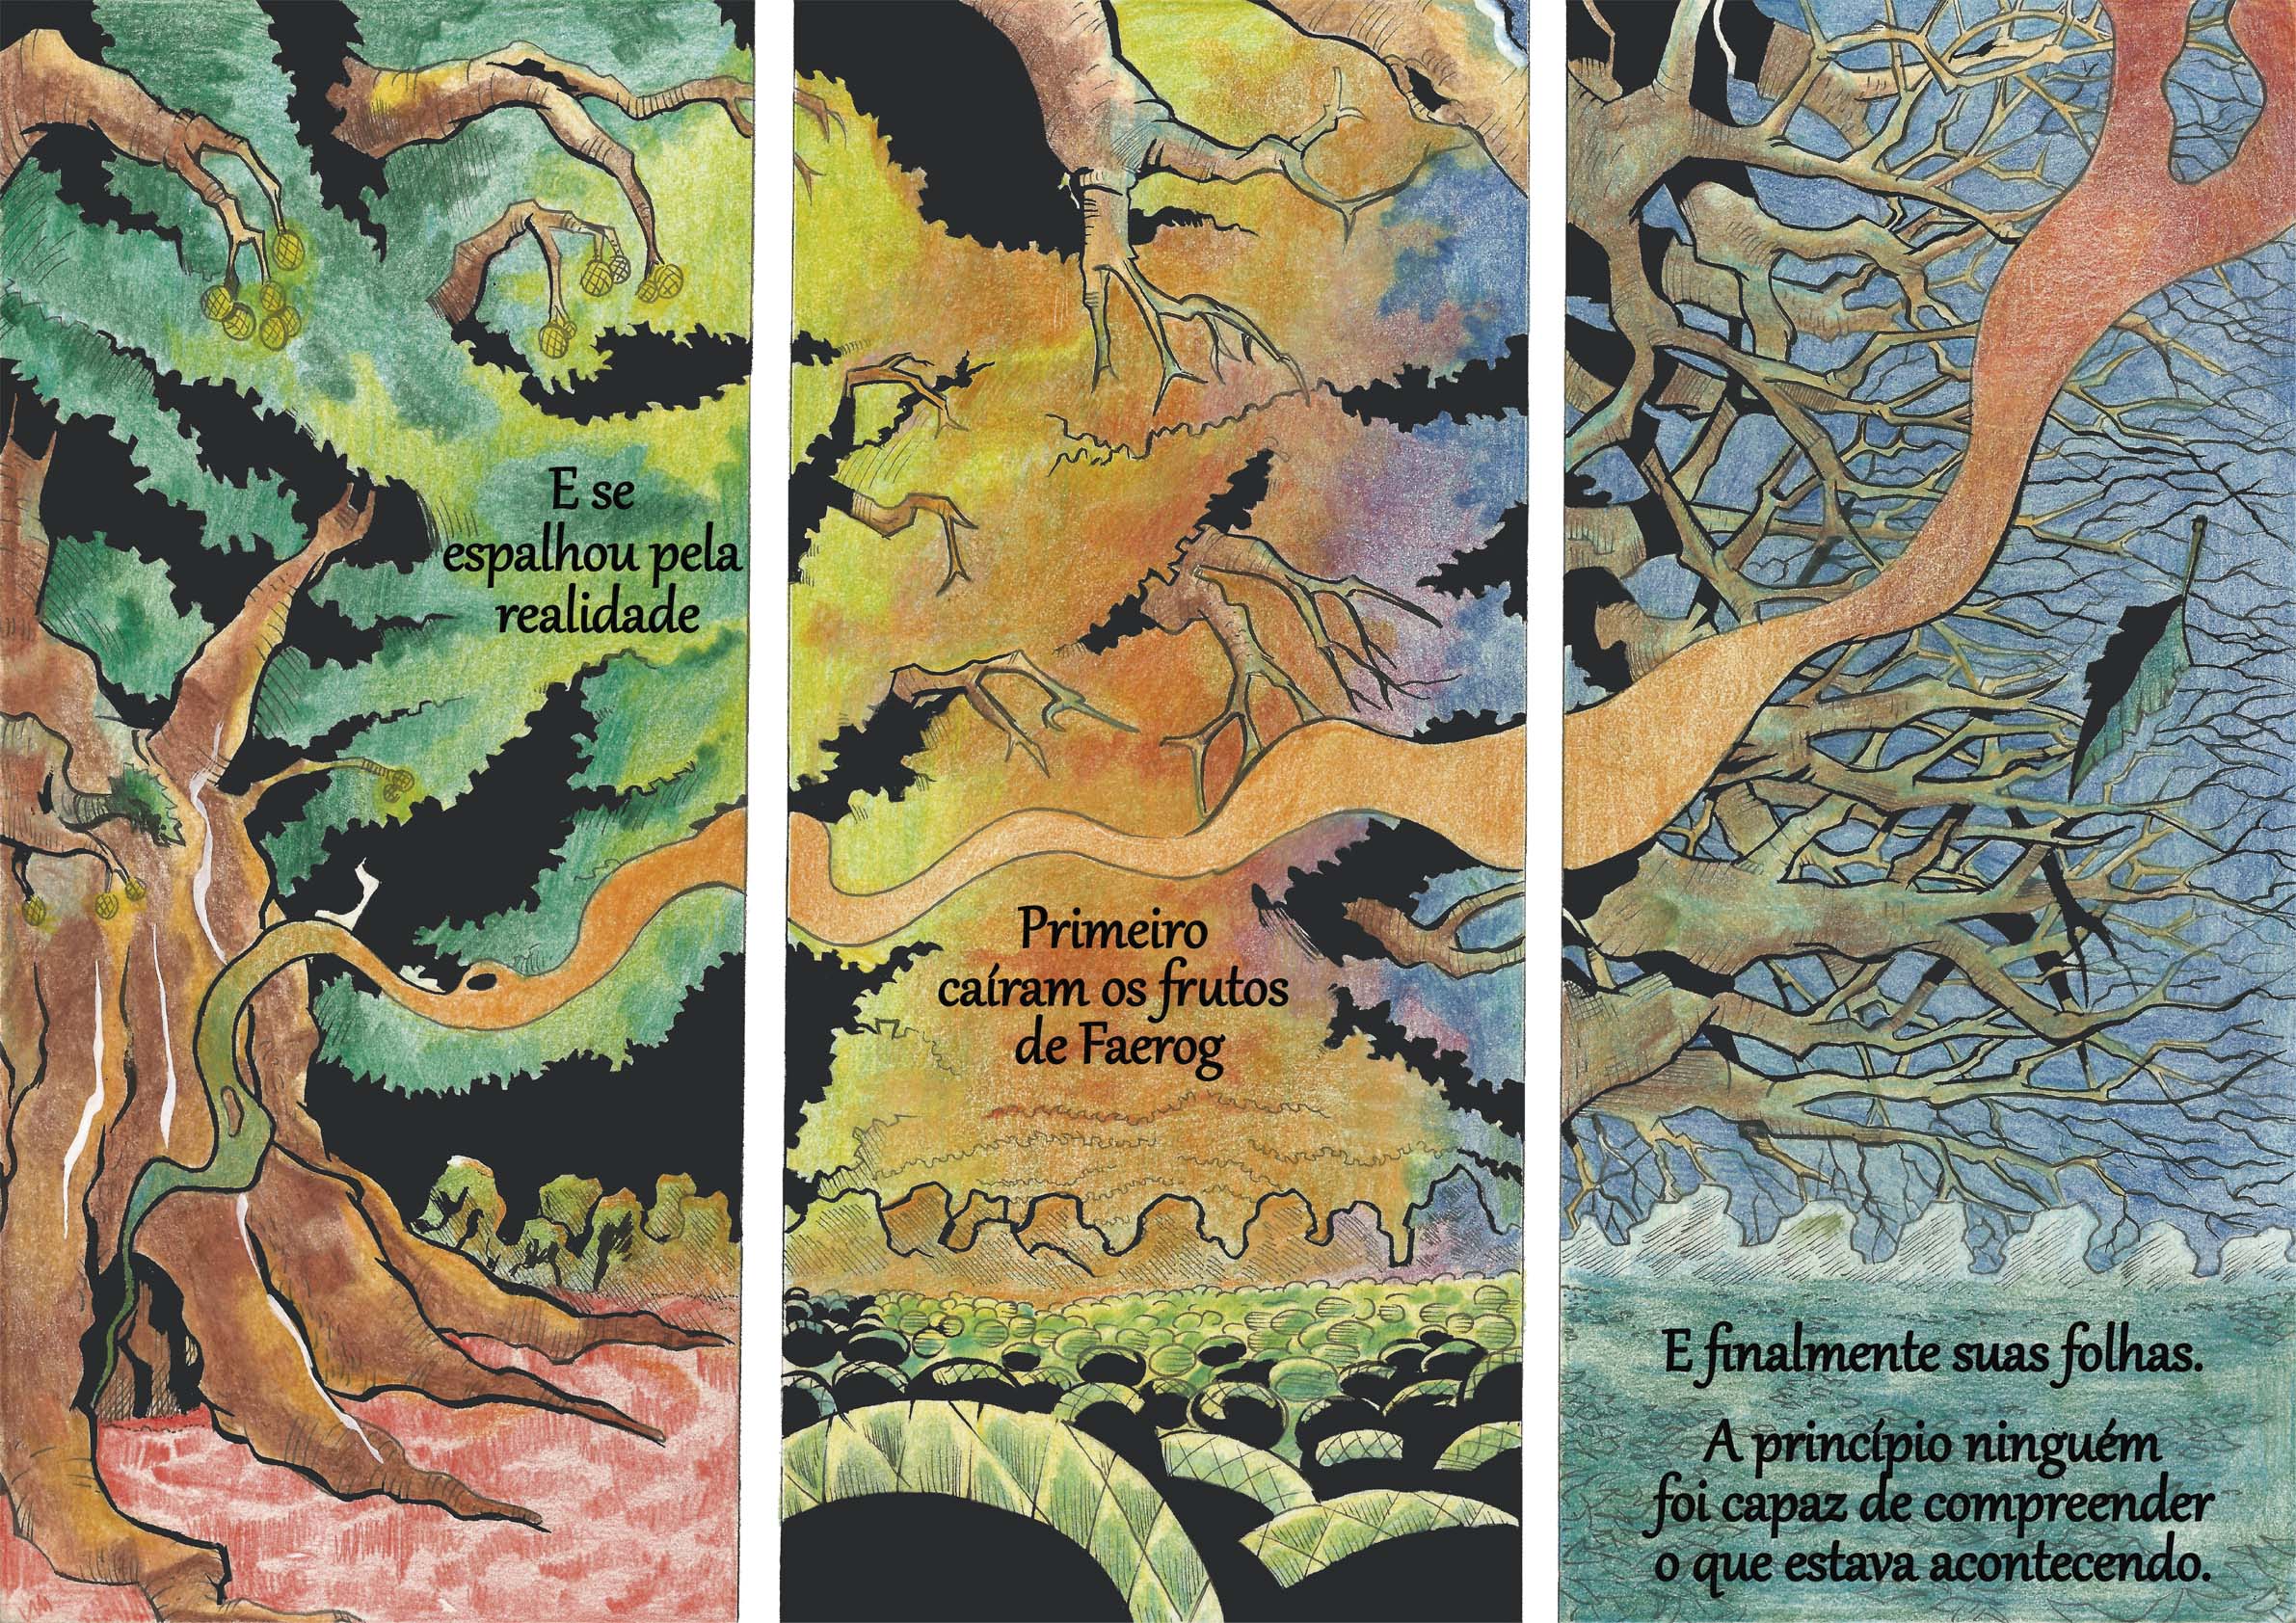 E se
espalhou pela
realidade
Primeiro
caíram os frutos
de Faerog
E finalmente suas folhas.
A princípio ninguém
foi capaz de compreender
o que estava acontecendo.